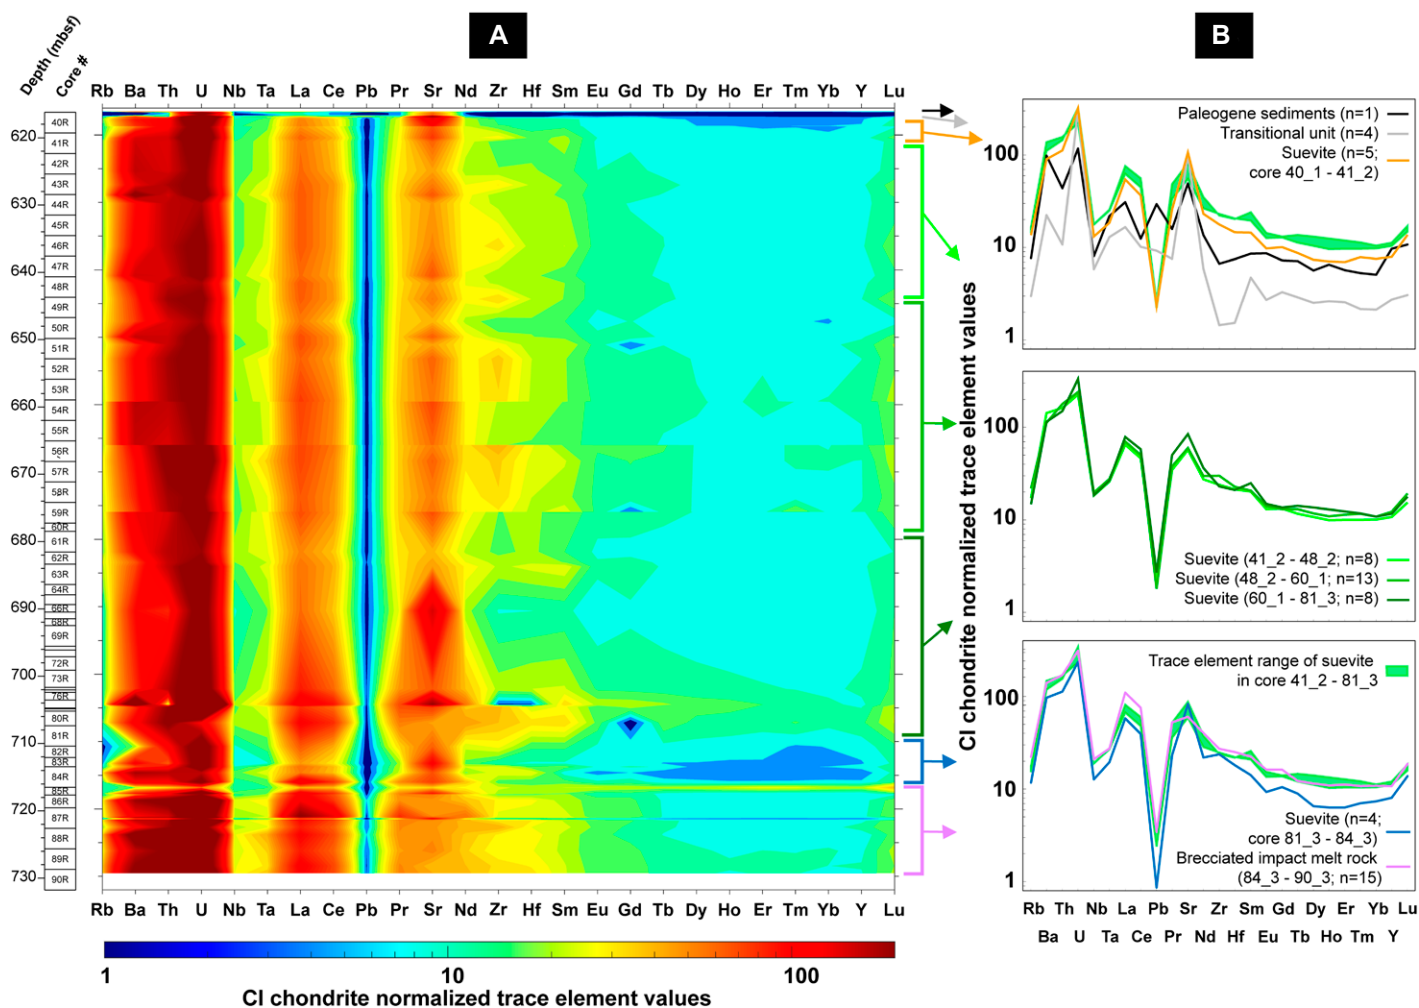 A
B
Depth (mbsf)
Core #
Rb Ba Th U Nb Ta La Ce Pb Pr Sr Nd Zr Hf Sm Eu Gd Tb Dy Ho Er Tm Yb Y Lu
620
630
640
650
660
670
680
690
700
710
720
730
40R
41R
42R
43R
44R
45R
46R
47R
48R
49R
50R
51R
52R
53R
54R
55R
56R
57R
58R
59R
60R
61R
62R
63R
64R
66R
68R
69R
72R
73R
76R
80R
81R
82R
83R
84R
85R
86R
87R
88R
89R
90R
Rb Ba Th U Nb Ta La Ce Pb Pr Sr Nd Zr Hf Sm Eu Gd Tb Dy Ho Er Tm Yb Y Lu
1 10 100
CI chondrite normalized trace element values
CI chondrite normalized trace element values
100
10
1
Paleogene sediments (n=1)
Transitional unit (n=4)
Suevite (n=5;
core 40_1 - 41_2)
100
10
1
Suevite (41_2 - 48_2; n=8)
Suevite (48_2 - 60_1; n=13)
Suevite (60_1 - 81_3; n=8)
100
10
1
Trace element range of suevite
in core 41_2 - 81_3
Suevite (n=4;
core 81_3 - 84_3)
Brecciated impact melt rock
(84_3 - 90_3; n=15)
Rb Th Nb La Pb Sr Zr Sm Gd Dy Er Yb Lu
Ba U Ta Ce Pr Nd Hf Eu Tb Ho Tm Y